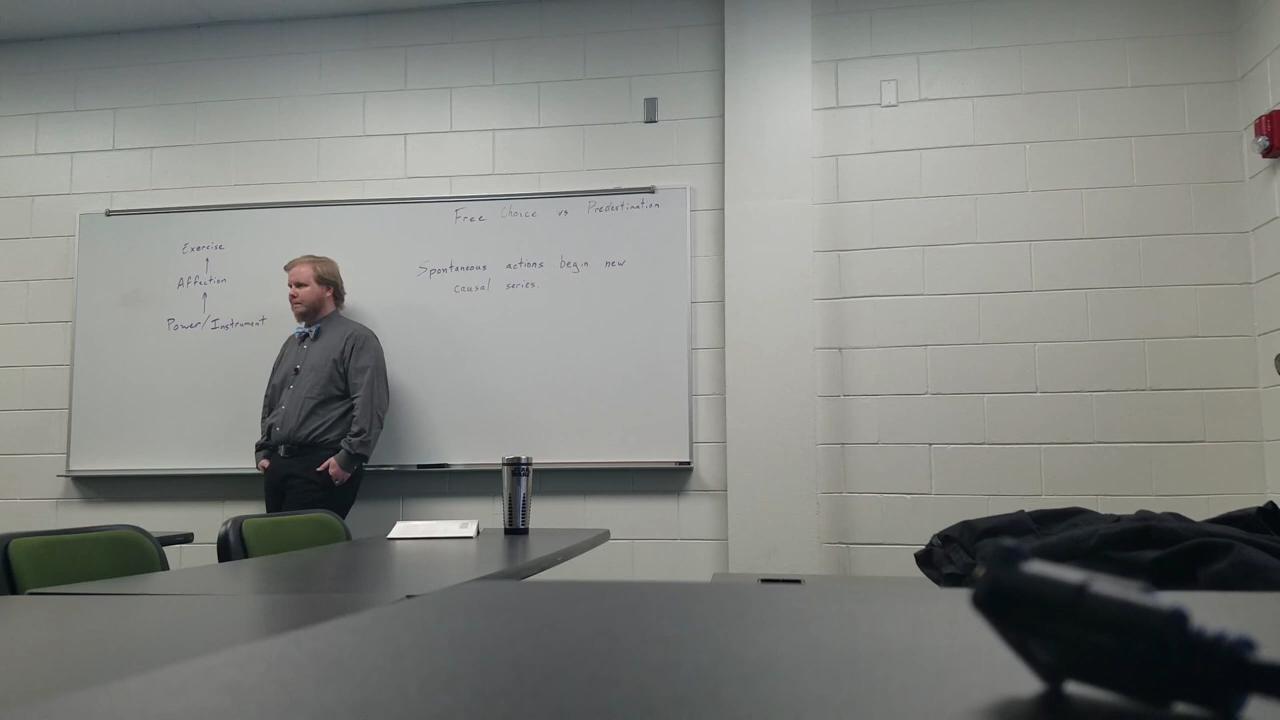 Exercise
↑
Affection
↑
Power/Instrument
Free Choice vs Predestination
Spontaneous actions begin new
causal series.